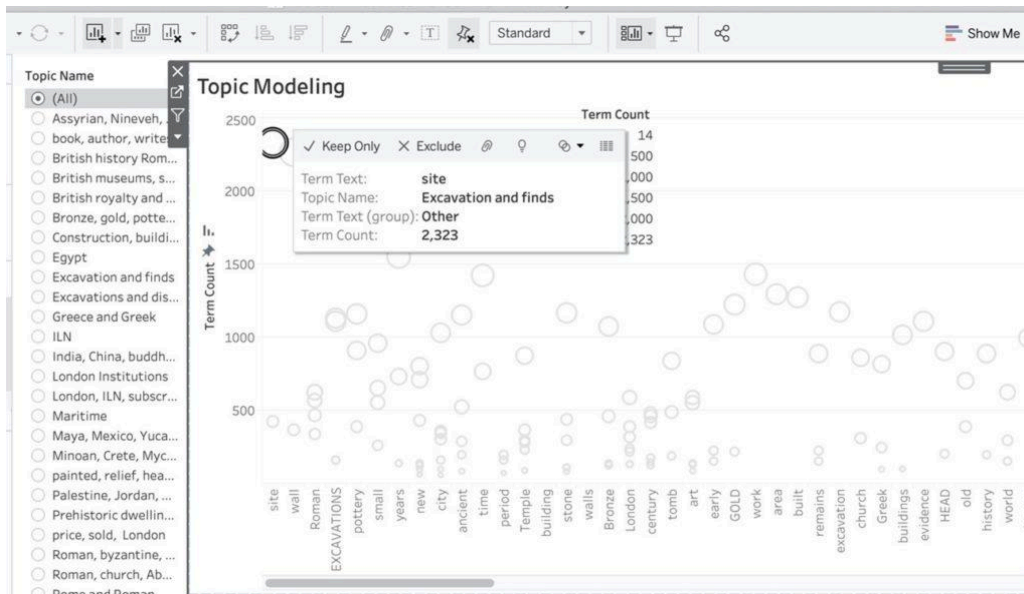 Standard
Show Me
Topic Name
(All)
Assyrian, Nineveh,
book, author, write
British history Rom...
British museums, s...
British royalty and ...
Bronze, gold, potte...
Construction, buildi...
Egypt
Excavation and finds
Excavations and dis...
Greece and Greek
ILN
India, China, buddh...
London Institutions
London, ILN, subscr...
Maritime
Maya, Mexico, Yuca...
Minoan, Crete, Myc...
painted, relief, hea...
Palestine, Jordan, ...
Prehistoric dwellin...
price, sold, London
Roman, byzantine, ...
Roman, church, Ab...
Topic Modeling
Term Count
14
500
,000
,500
,000
,323
Keep Only Exclude
Term Text: site
Topic Name: Excavation and finds
Term Text (group): Other
Term Count: 2,323
Term Count
2500
2000
1500
1000
500
site
wall
Roman
EXCAVATIONS
pottery
small
years
new
city
ancient
time
period
Temple
building
stone
walls
Bronze
London
century
tomb
art
early
GOLD
work
area
built
remains
excavation
church
Greek
buildings
evidence
HEAD
old
history
world